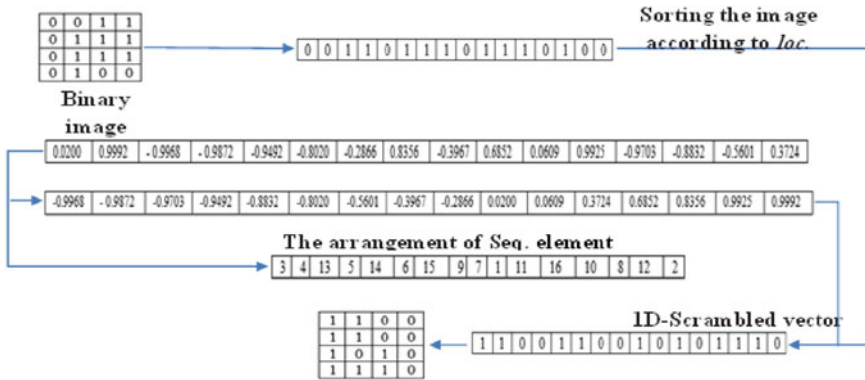 0 0 1 1
0 1 1 1
0 1 1 1
0 1 0 0
Binary
image
0 0 1 1 0 1 1 1 0 1 1 1 0 1 0 0
Sorting the image
according to loc.
0.0200 0.9992 - 0.9968 - 0.9872 -0.9492 -0.8020 -0.2866 0.8356 -0.3967 0.6852 0.0609 0.9925 -0.9703 -0.8832 -0.5601 0.3724
-0.9968 - 0.9872 -0.9703 -0.9492 -0.8832 -0.8020 -0.5601 -0.3967 -0.2866 0.0200 0.0609 0.3724 0.6852 0.8356 0.9925 0.9992
The arrangement of Seq. element
3 4 13 5 14 6 15 9 7 1 11 16 10 8 12 2
1D-Scrambled vector
1 1 0 0 1 1 0 0 1 0 1 0 1 1 1 0
1 1 0 0
1 1 0 0
1 0 1 0
1 1 1 0